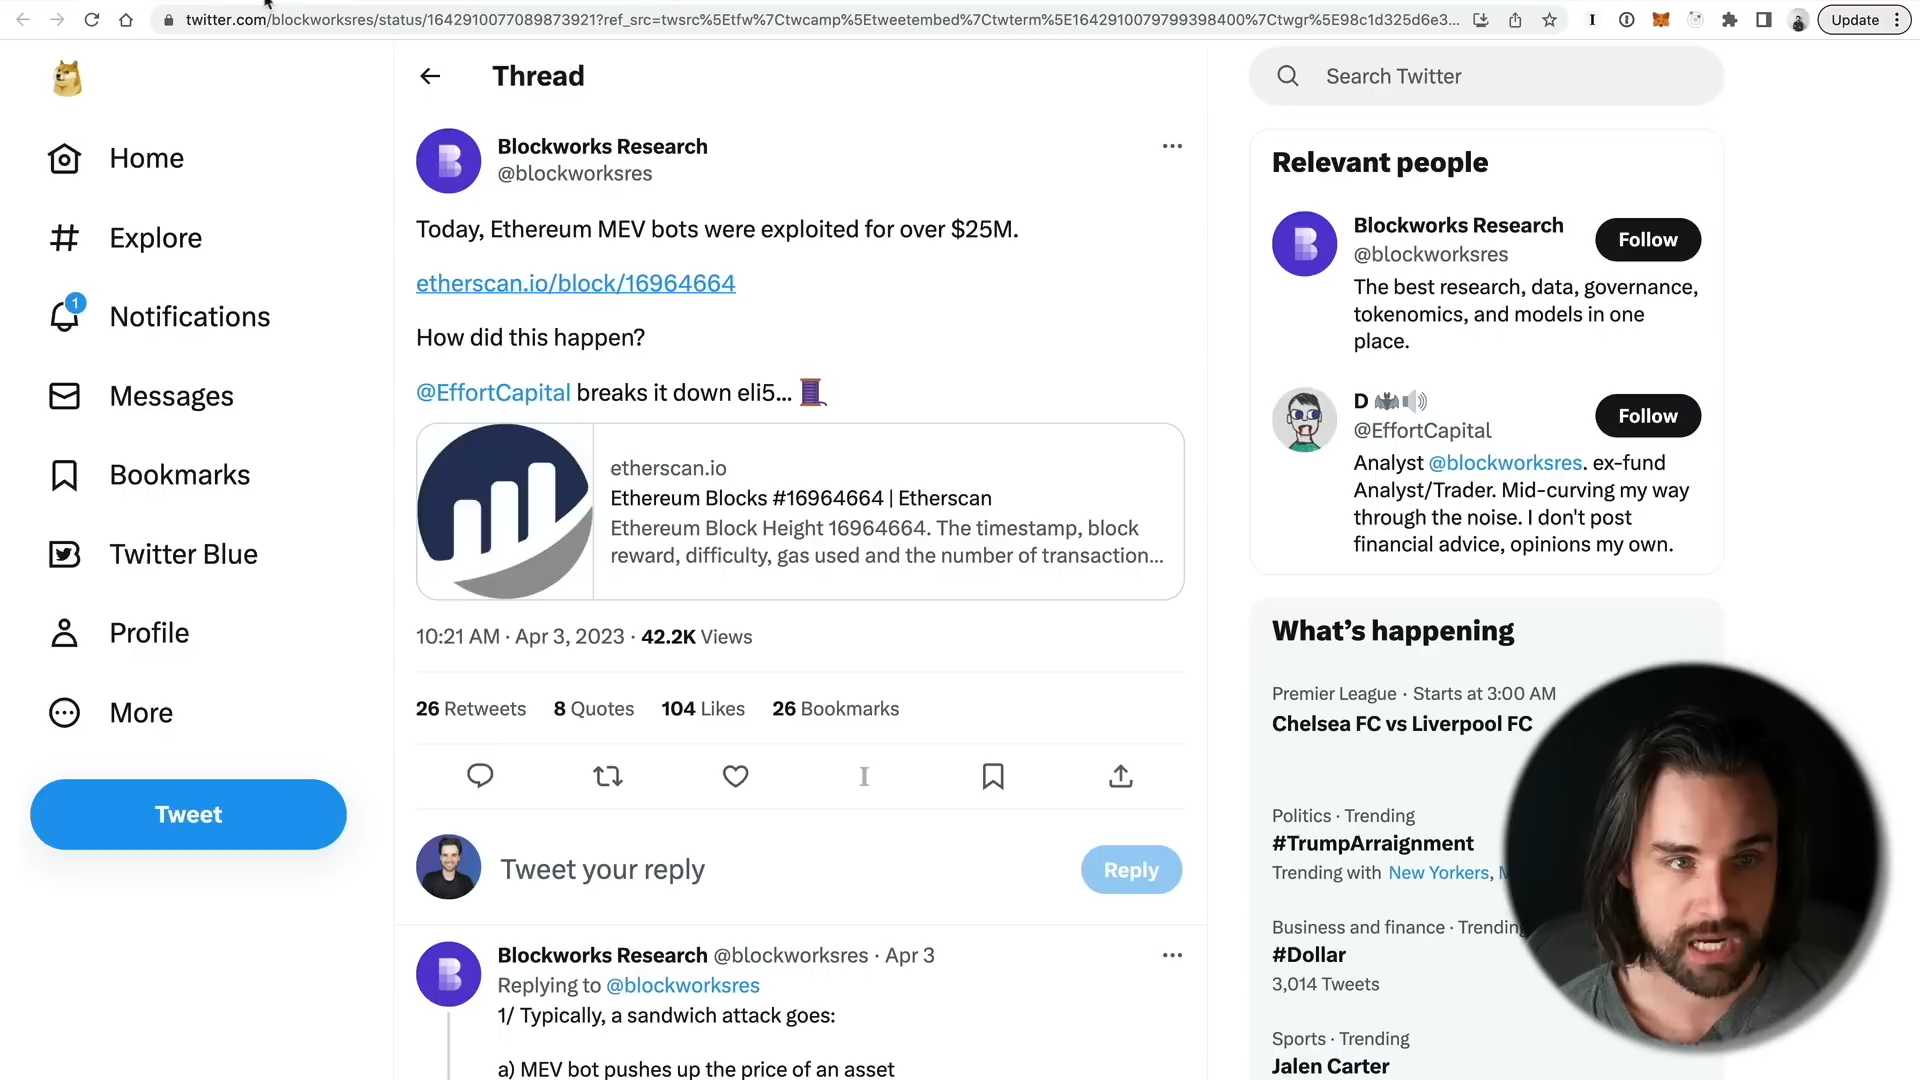 twitter.com/blockworksres/status/1642910077089873921?ref_src=twsrc%5Etfw%7Ctwcamp%5Etweetembed%7Ctwterm%5E1642910079799398400%7Ctwgr%5E98c1d325d6e3...
Update
Thread
Search Twitter
Home
Explore
1
Notifications
Messages
Bookmarks
Twitter Blue
Profile
More
Tweet
Blockworks Research
@blockworksres
Today, Ethereum MEV bots were exploited for over $25M.
etherscan.io/block/16964664
How did this happen?
@EffortCapital breaks it down eli5...
etherscan.io
Ethereum Blocks #16964664 | Etherscan
Ethereum Block Height 16964664. The timestamp, block
reward, difficulty, gas used and the number of transaction...
10:21 AM · Apr 3, 2023 · 42.2K Views
26 Retweets 8 Quotes 104 Likes 26 Bookmarks
Tweet your reply
Reply
Blockworks Research @blockworksres · Apr 3
Replying to @blockworksres
1/ Typically, a sandwich attack goes:
a) MEV bot pushes up the price of an asset
Relevant people
Blockworks Research
@blockworksres
Follow
The best research, data, governance,
tokenomics, and models in one
place.
D
@EffortCapital
Follow
Analyst @blockworksres. ex-fund
Analyst/Trader. Mid-curving my way
through the noise. I don't post
financial advice, opinions my own.
What's happening
Premier League · Starts at 3:00 AM
Chelsea FC vs Liverpool FC
Politics · Trending
#TrumpArraignment
Trending with New Yorkers,
Business and finance · Trending
#Dollar
3,014 Tweets
Sports · Trending
Jalen Carter